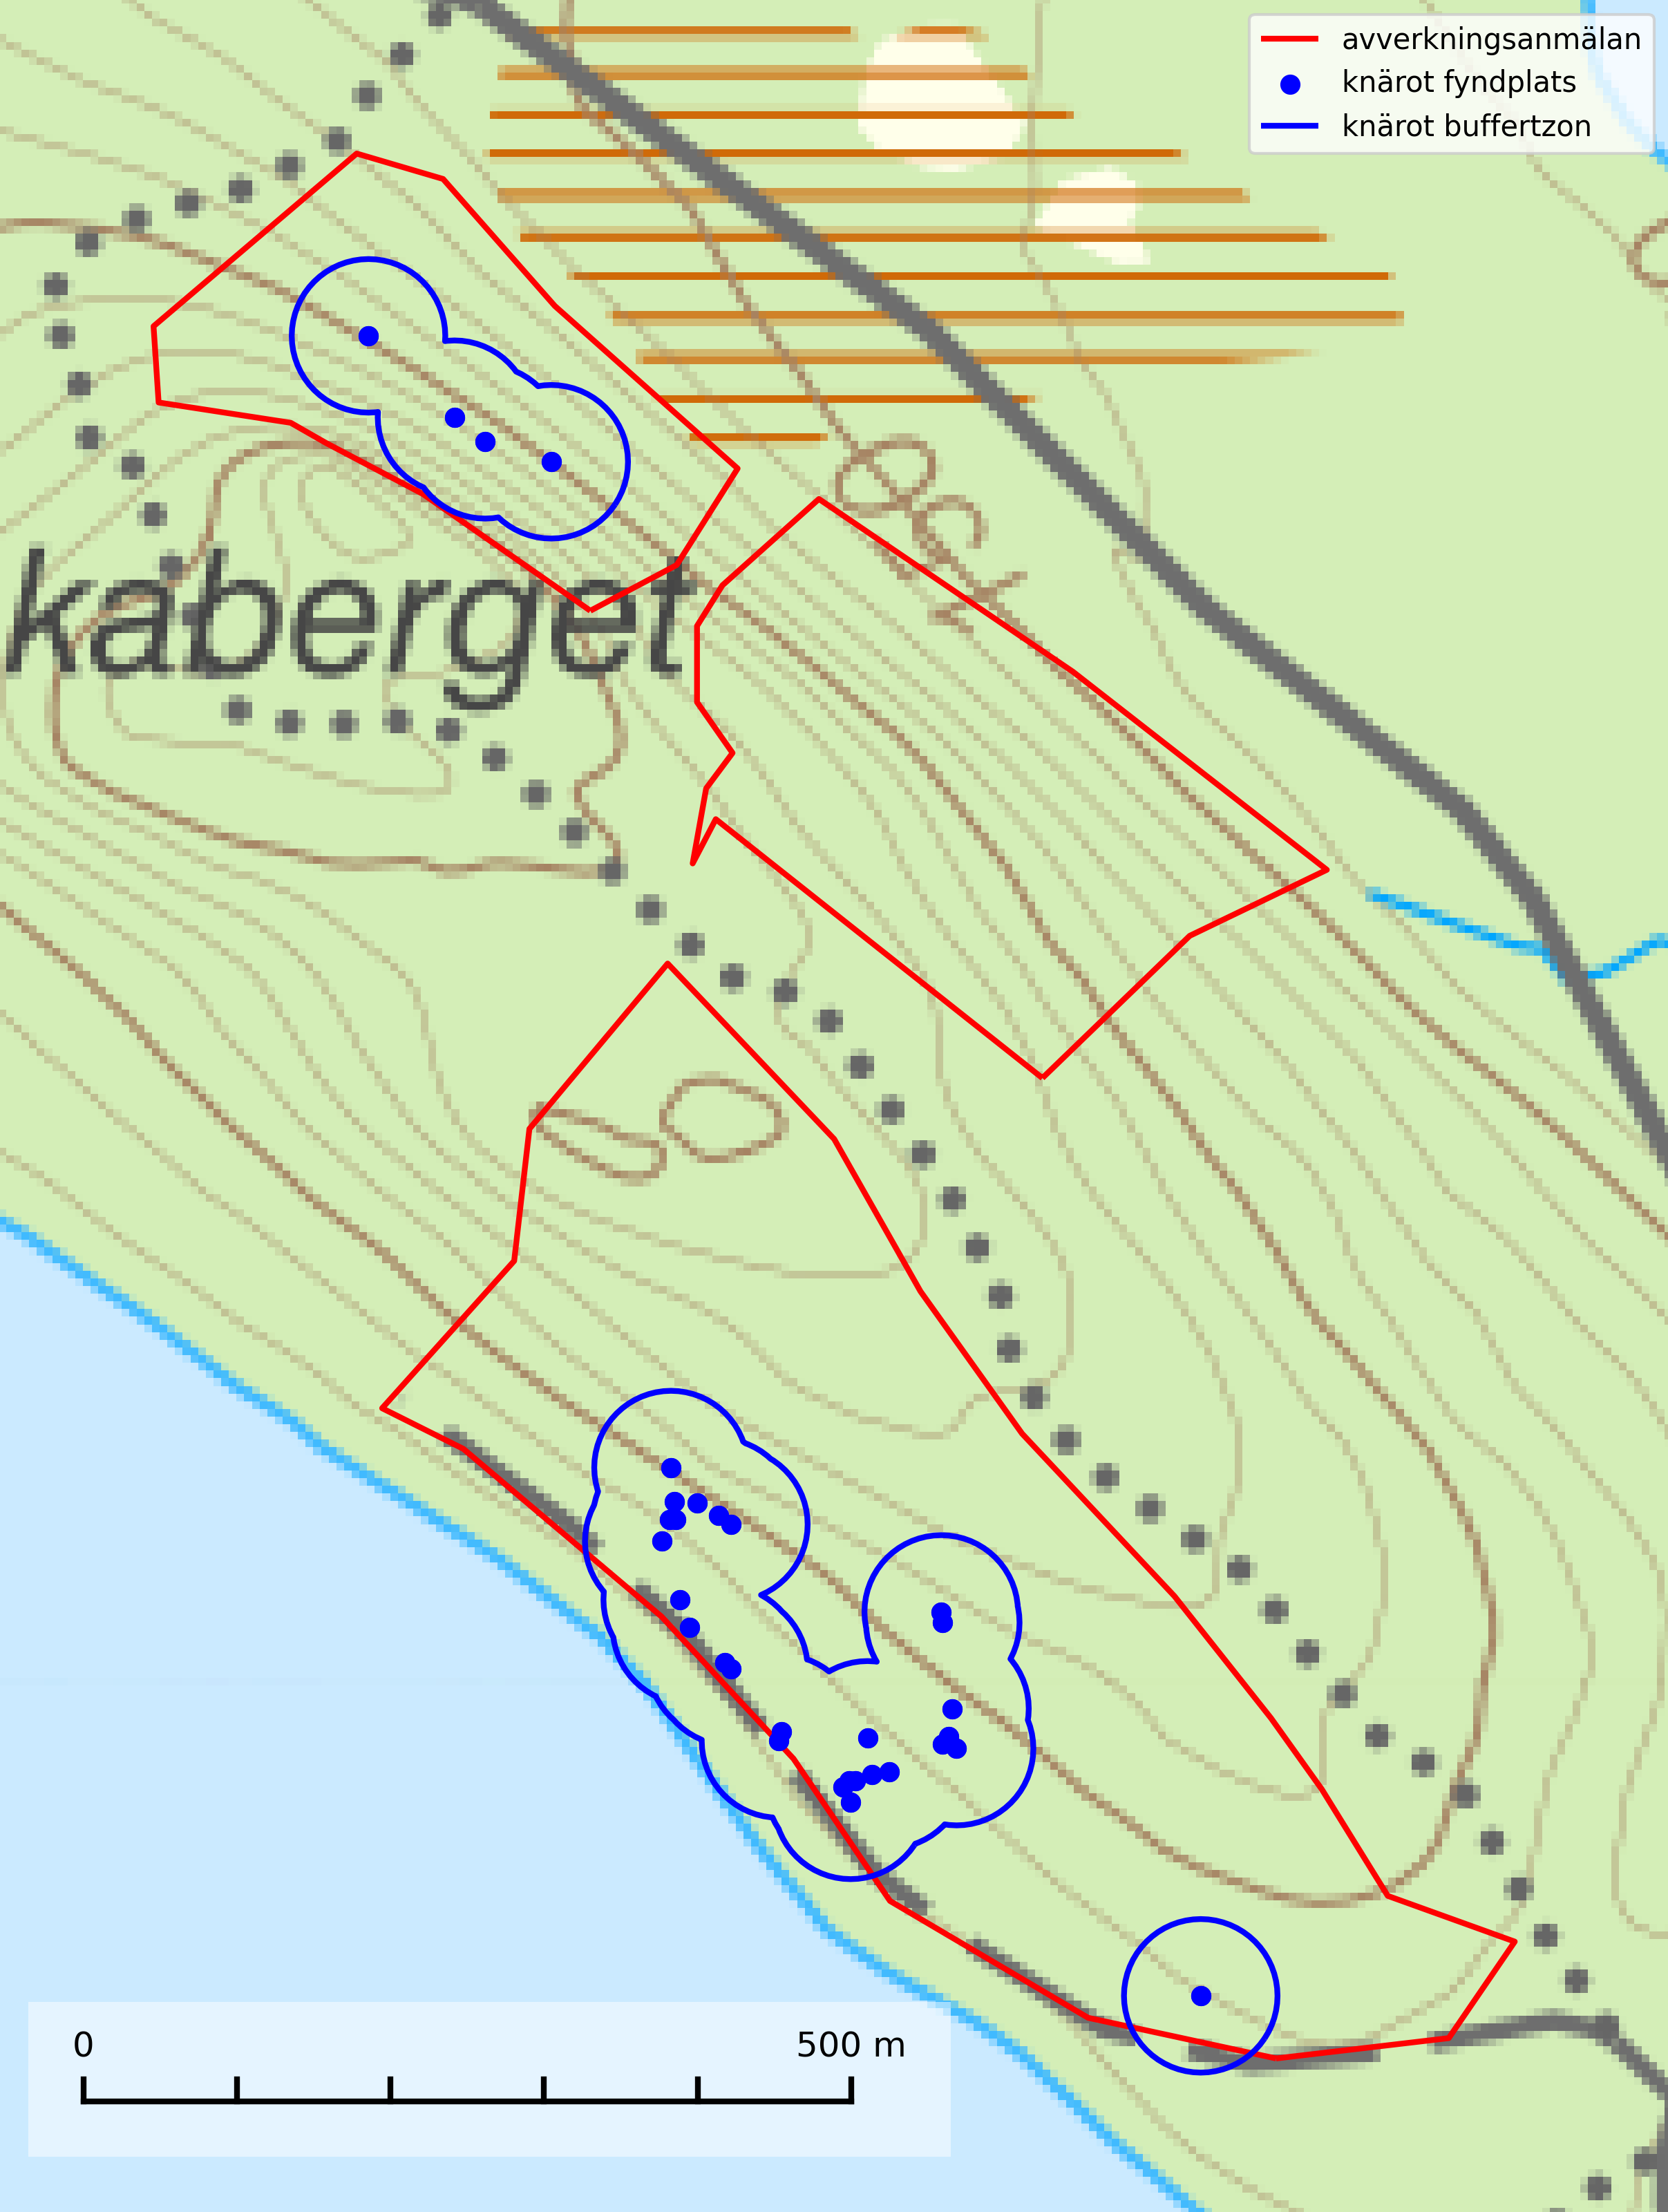 avverkningsanmälan
knärot fyndplats
knärot buffertzon
kaberget
0 500 m